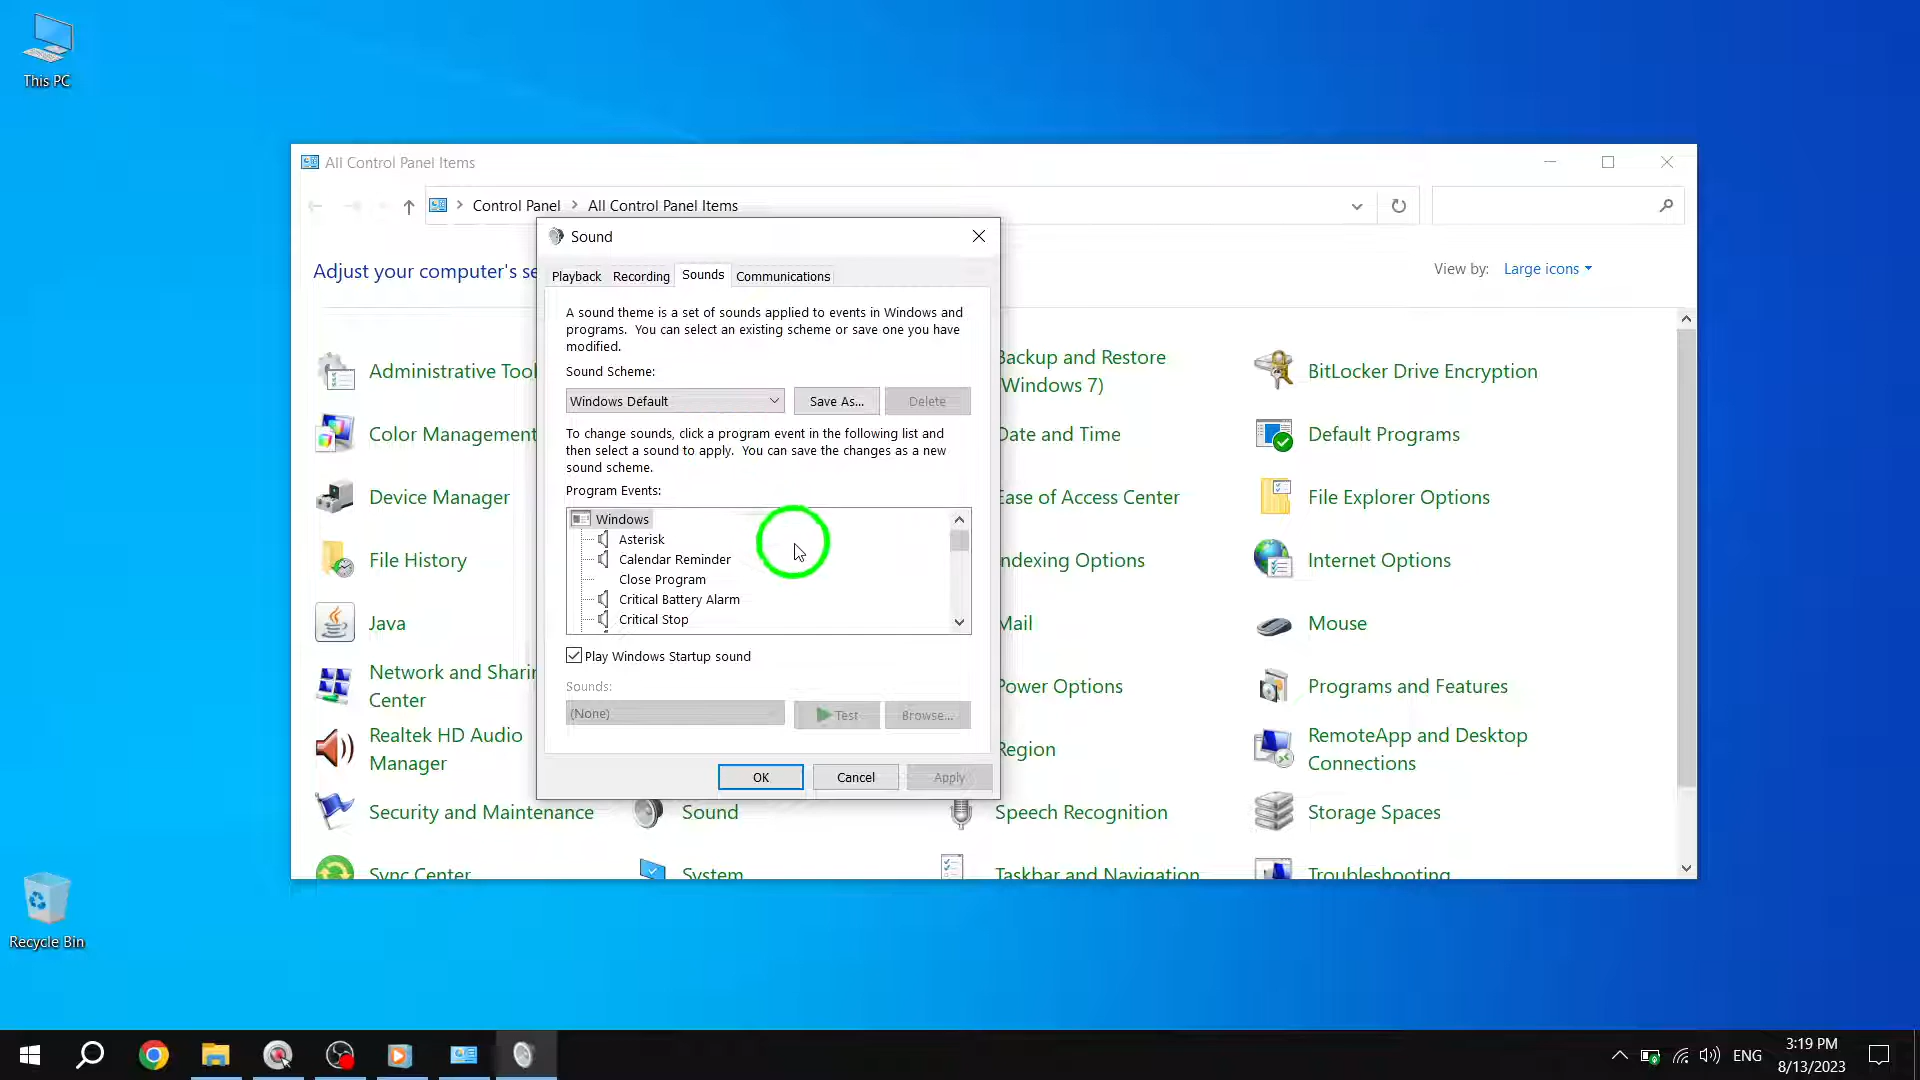 This PC
All Control Panel Items
Control Panel
All Control Panel Items
Adjust your computer's se
View by:
Large icons
Sound
Playback
Recording
Sounds
Communications
A sound theme is a set of sounds applied to events in Windows and
programs. You can select an existing scheme or save one you have
modified.
Sound Scheme:
Windows Default
Save As...
Delete
To change sounds, click a program event in the following list and
then select a sound to apply. You can save the changes as a new
sound scheme.
Program Events:
Windows
Asterisk
Calendar Reminder
Close Program
Critical Battery Alarm
Critical Stop
Play Windows Startup sound
Sounds:
(None)
Test
Browse...
OK
Cancel
Apply
Administrative Tool
Backup and Restore
(Windows 7)
BitLocker Drive Encryption
Color Management
Date and Time
Default Programs
Device Manager
Ease of Access Center
File Explorer Options
File History
ndexing Options
Internet Options
Java
Mail
Mouse
Network and Sharin
Center
Power Options
Programs and Features
Realtek HD Audio
Manager
Region
RemoteApp and Desktop
Connections
Security and Maintenance
Sound
Speech Recognition
Storage Spaces
Sync Center
System
Taskbar and Navigation
Troubleshooting
Recycle Bin
ENG
3:19 PM
8/13/2023